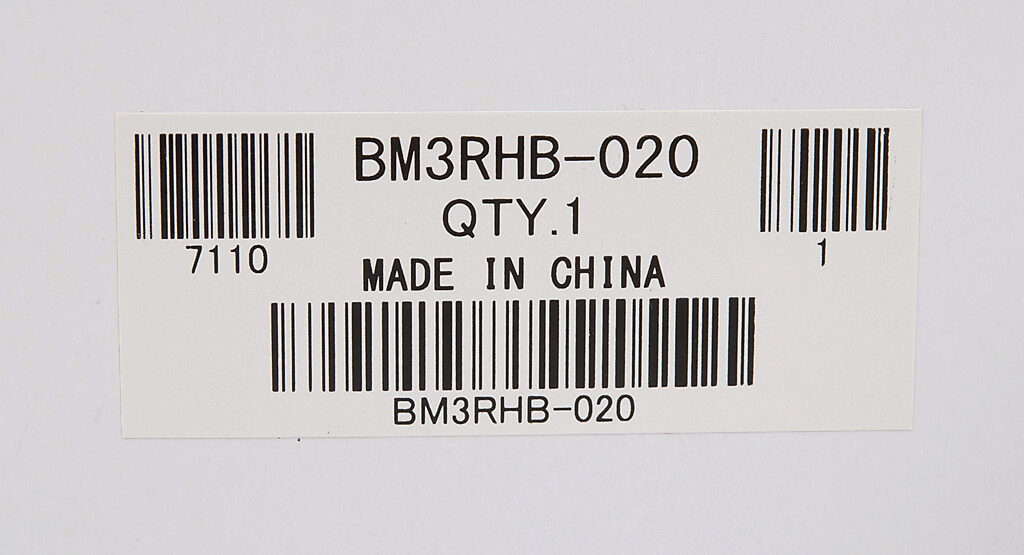 BM3RHB-020
QTY.1
7110
1
MADE IN CHINA
BM3RHB-020